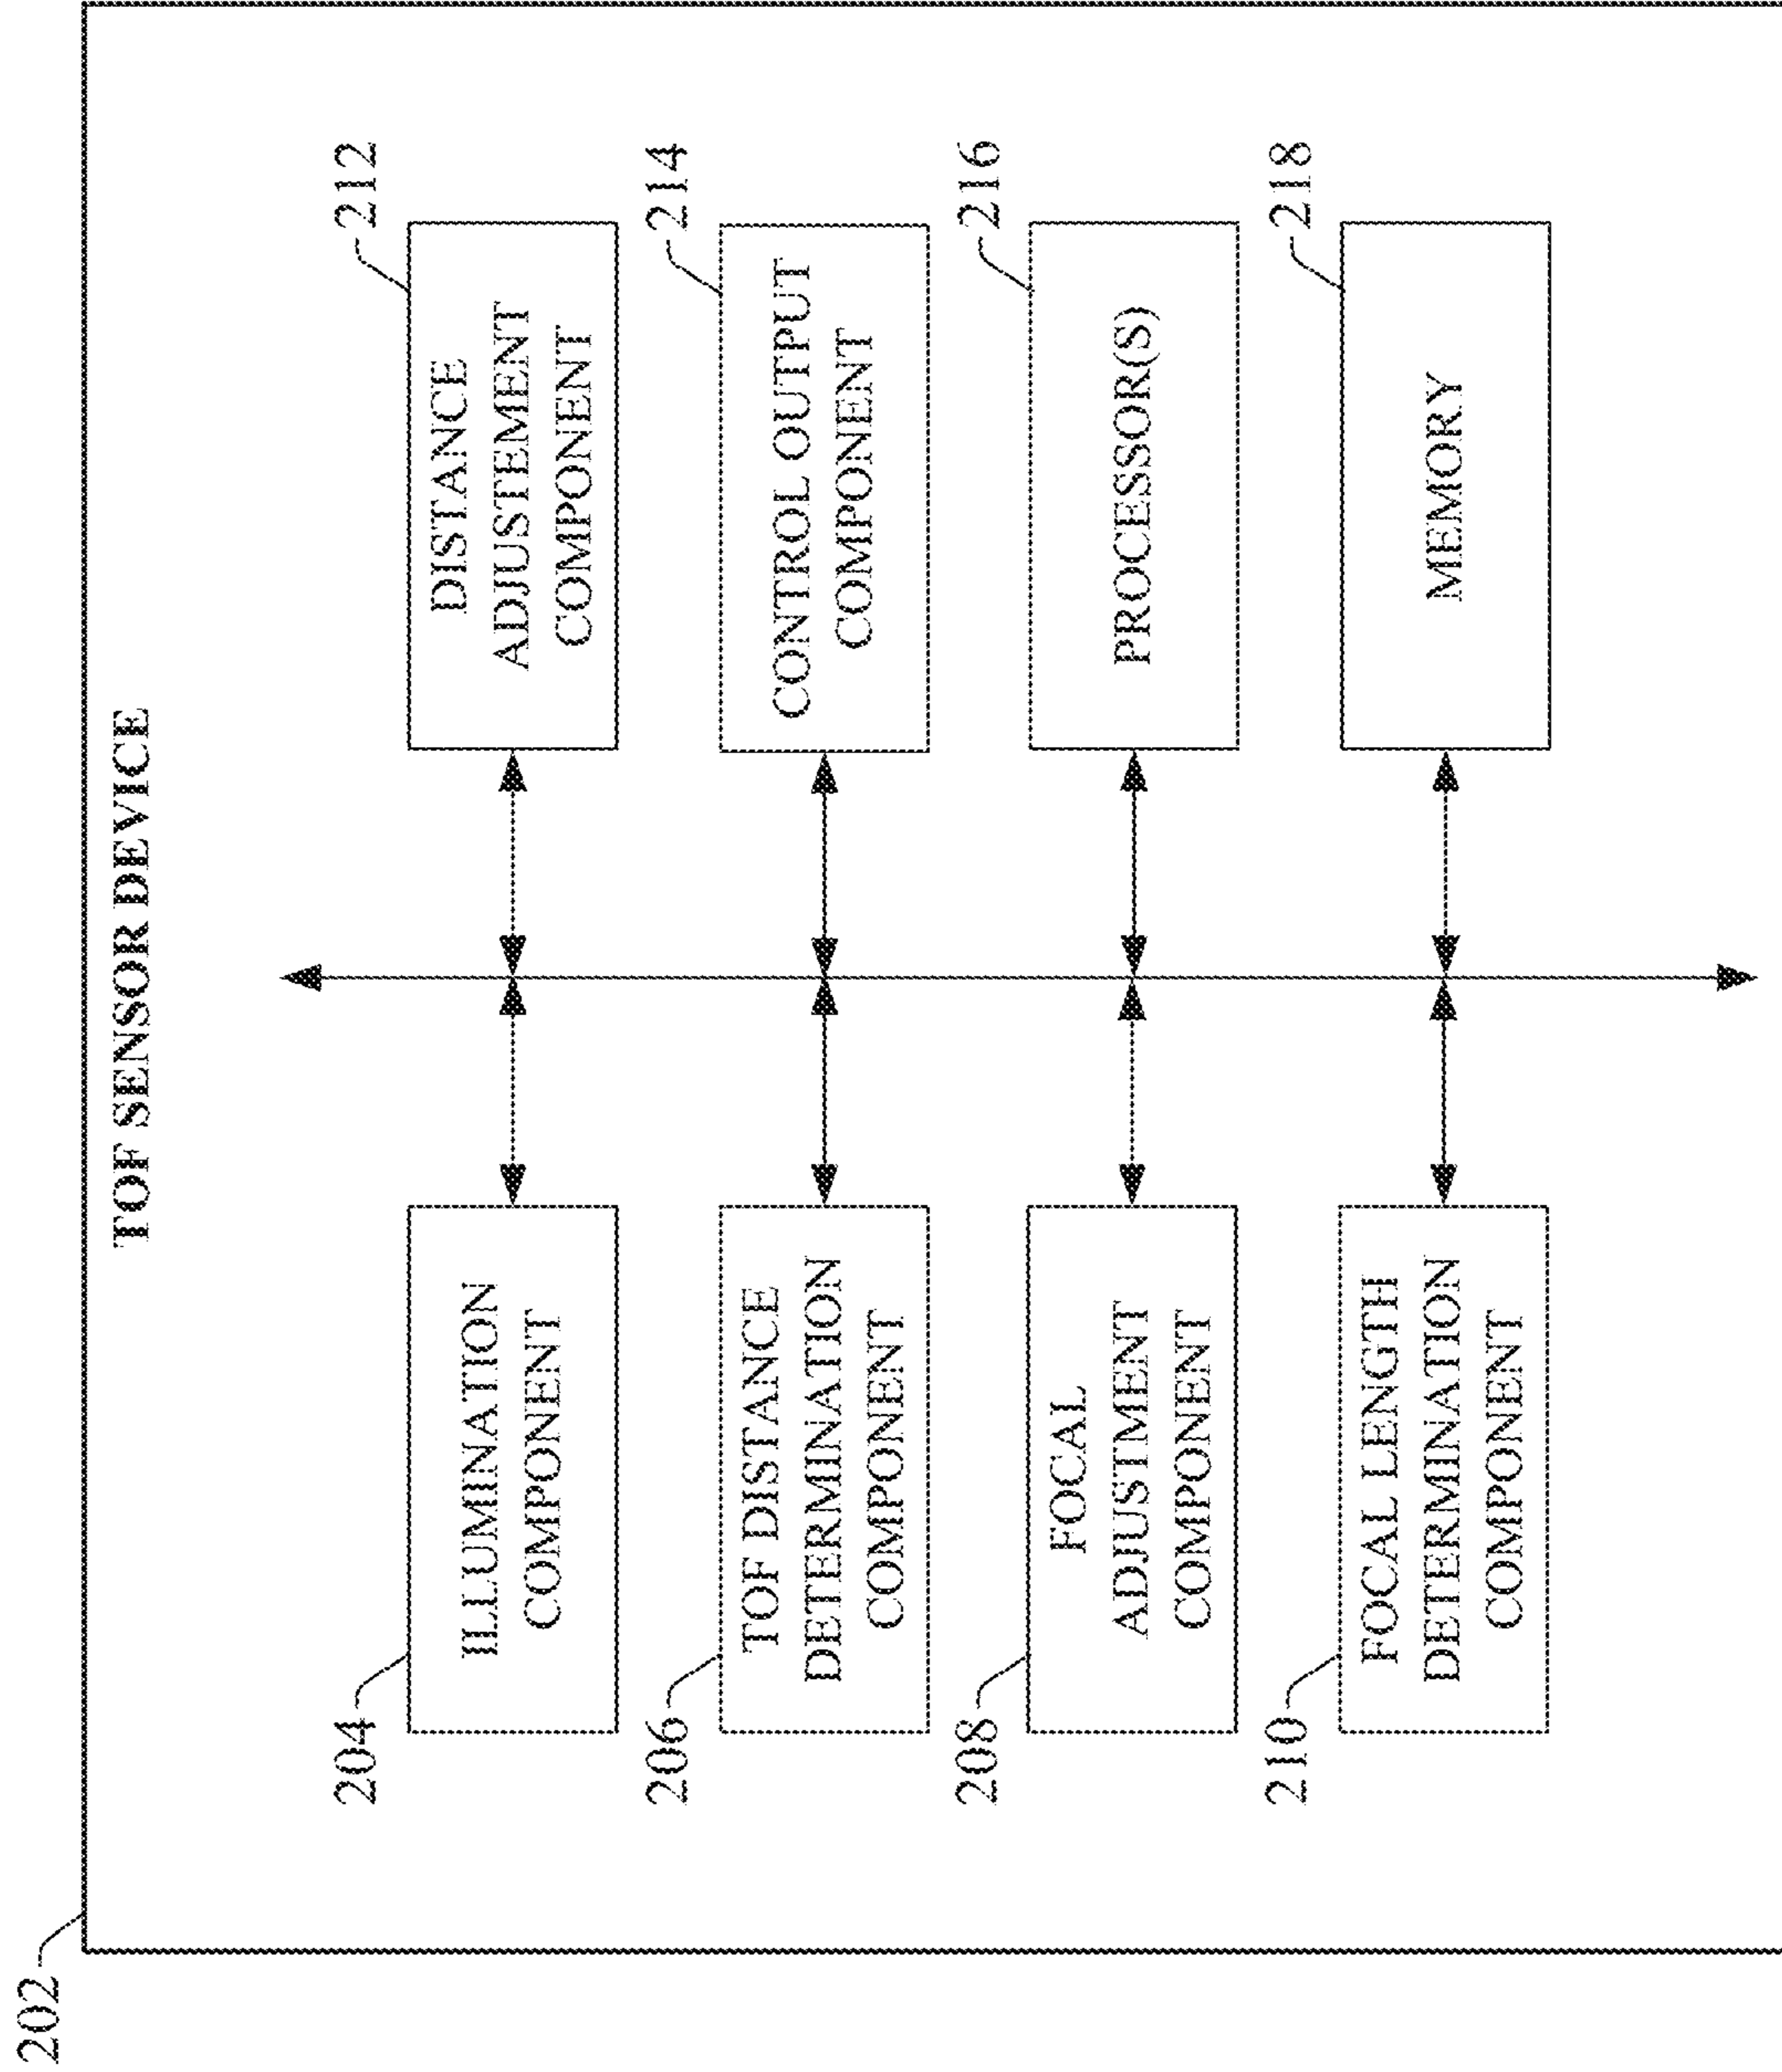 202
TOF SENSOR DEVICE
204
ILLUMINATION
COMPONENT
206
TOF DISTANCE
DETERMINATION
COMPONENT
208
FOCAL
ADJUSTMENT
COMPONENT
210
FOCAL LENGTH
DETERMINATION
COMPONENT
212
DISTANCE
ADJUSTEMENT
COMPONENT
214
CONTROL OUTPUT
COMPONENT
216
PROCESSOR(S)
218
MEMORY